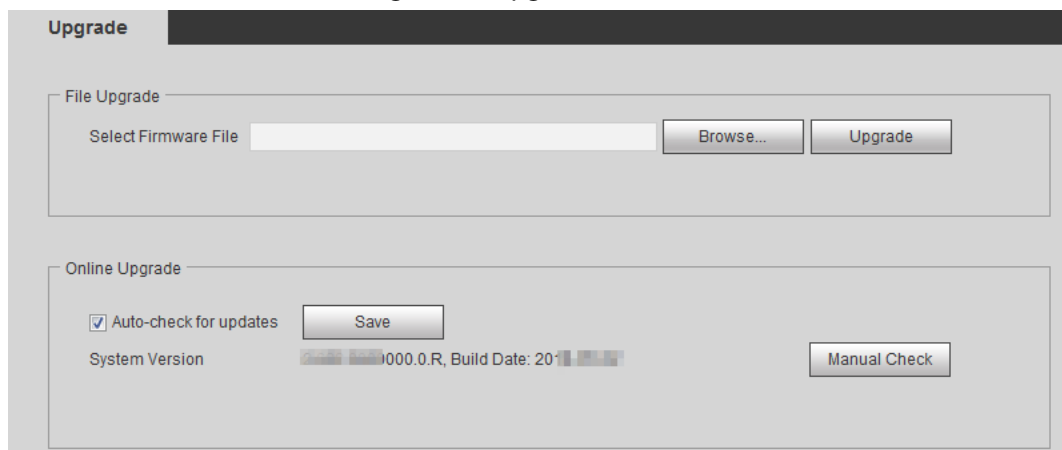 Upgrade
File Upgrade
Select Firmware File Browse... Upgrade
Online Upgrade
Auto-check for updates Save
System Version 000.0.R, Build Date: 201 Manual Check